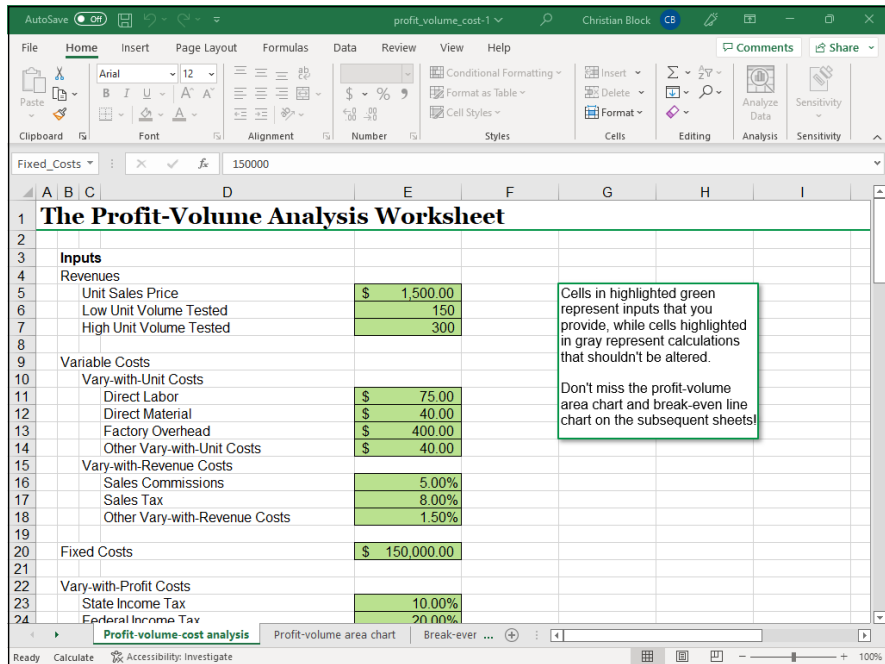 AutoSave Off profit_volume_cost-1 Christian Block CB
File Home Insert Page Layout Formulas Data Review View Help Comments Share
Paste
Arial 12
B I U A A
$ % 9
Conditional Formatting
Format as Table
Cell Styles
Insert
Delete
Format
Analyze Data
Sensitivity
Clipboard Font Alignment Number Styles Cells Editing Analysis Sensitivity
Fixed_Costs fx 150000
A B C D E F G H I
1 The Profit-Volume Analysis Worksheet
2
3 Inputs
4 Revenues
5 Unit Sales Price $ 1,500.00
6 Low Unit Volume Tested 150
7 High Unit Volume Tested 300
8
9 Variable Costs
10 Vary-with-Unit Costs
11 Direct Labor $ 75.00
12 Direct Material $ 40.00
13 Factory Overhead $ 400.00
14 Other Vary-with-Unit Costs $ 40.00
15 Vary-with-Revenue Costs
16 Sales Commissions 5.00%
17 Sales Tax 8.00%
18 Other Vary-with-Revenue Costs 1.50%
19
20 Fixed Costs $ 150,000.00
21
22 Vary-with-Profit Costs
23 State Income Tax 10.00%
24 Federal Income Tax 20.00%
Cells in highlighted green
represent inputs that you
provide, while cells highlighted
in gray represent calculations
that shouldn't be altered.
Don't miss the profit-volume
area chart and break-even line
chart on the subsequent sheets!
Profit-volume-cost analysis Profit-volume area chart Break-ever ...
Ready Calculate Accessibility: Investigate 100%